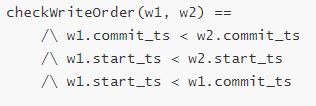 checkWriteOrder(w1, w2) ==
/\ w1.commit_ts < w2.commit_ts
/\ w1.start_ts < w2.start_ts
/\ w1.start_ts < w1.commit_ts